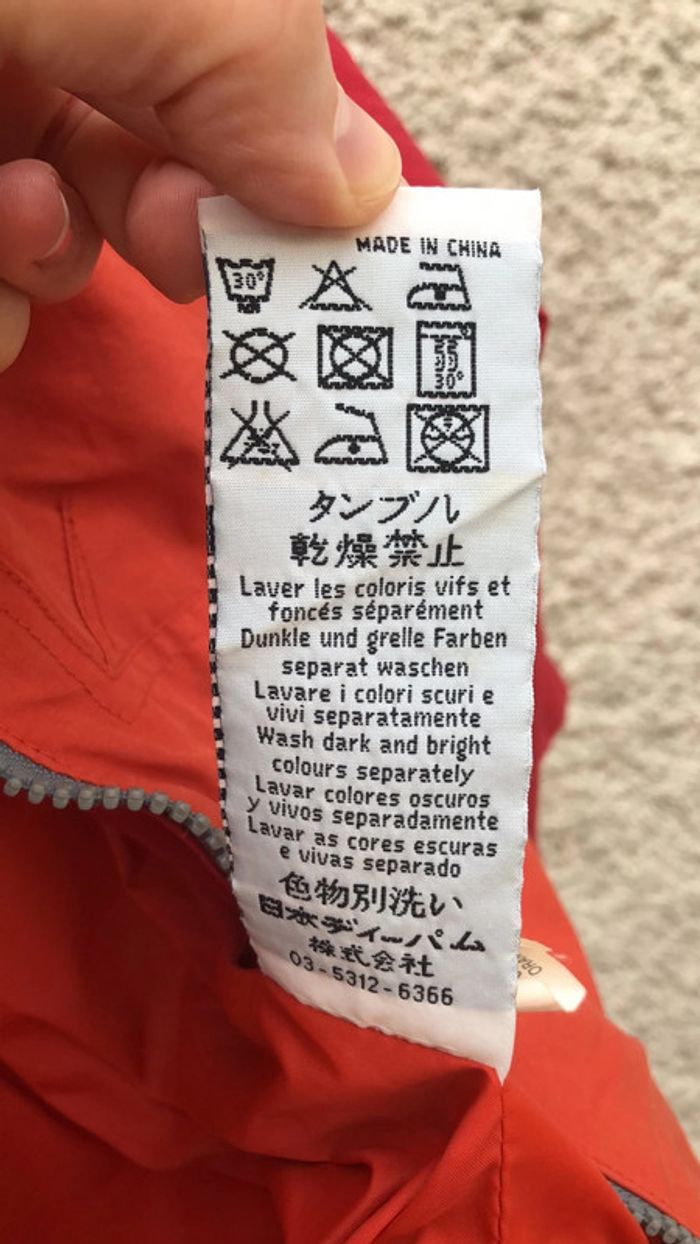 MADE IN CHINA
30°
30°
タンブル
乾燥禁止
Laver les coloris vifs et
foncés séparément
Dunkle und grelle Farben
separat waschen
Lavare i colori scuri e
vivi separatamente
Wash dark and bright
colours separately
Lavar colores oscuros
y vivos separadamente
Lavar as cores escuras
e vivas separado
色物別洗い
日本ディーバム
株式会社
03-5312-6366